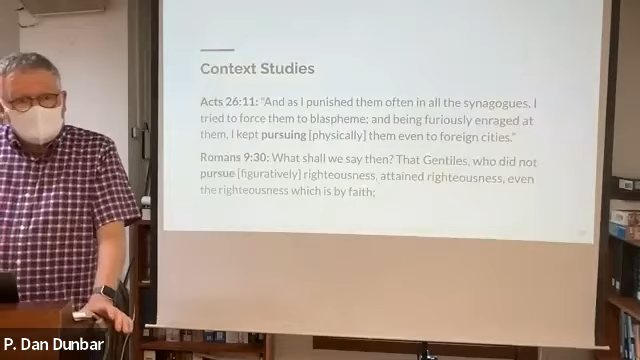 Context Studies
Acts 26:11: “And as I punished them often in all the synagogues, I
tried to force them to blaspheme; and being furiously enraged at
them, I kept pursuing [physically] them even to foreign cities.”
Romans 9:30: What shall we say then? That Gentiles, who did not
pursue [figuratively] righteousness, attained righteousness, even
the righteousness which is by faith;
P. Dan Dunbar